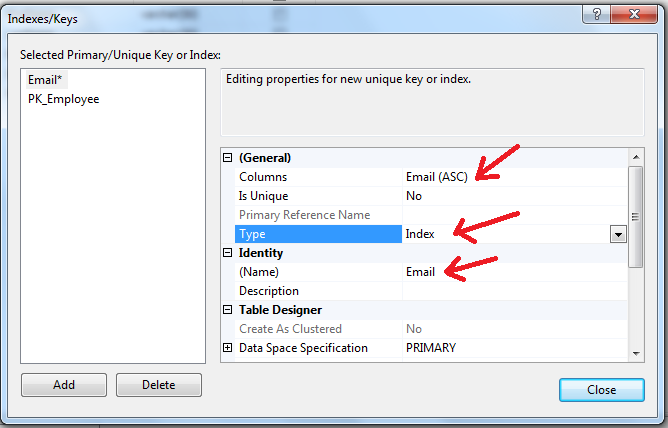 Indexes/Keys
Selected Primary/Unique Key or Index:
Email*
PK_Employee
Editing properties for new unique key or index.
(General)
Columns Email (ASC)
Is Unique No
Primary Reference Name
Type Index
Identity
(Name) Email
Description
Table Designer
Create As Clustered No
Data Space Specification PRIMARY
Add Delete
Close